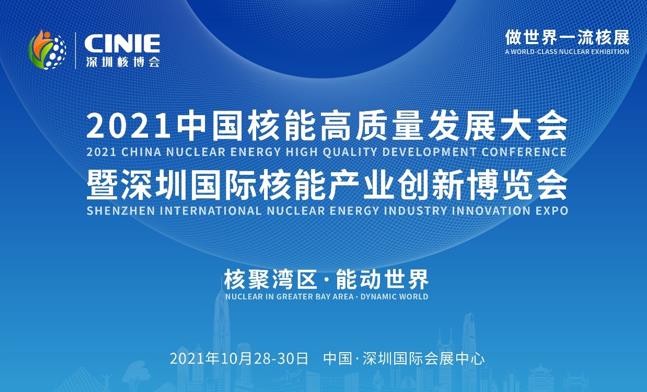 CINIE
深圳核博会
做世界一流核展
A WORLD-CLASS NUCLEAR EXHIBITION
2021中国核能高质量发展大会
2021 CHINA NUCLEAR ENERGY HIGH QUALITY DEVELOPMENT CONFERENCE
暨深圳国际核能产业创新博览会
SHENZHEN INTERNATIONAL NUCLEAR ENERGY INDUSTRY INNOVATION EXPO
核聚湾区·能动世界
NUCLEAR IN GREATER BAY AREA · DYNAMIC WORLD
2021年10月28-30日 中国·深圳国际会展中心